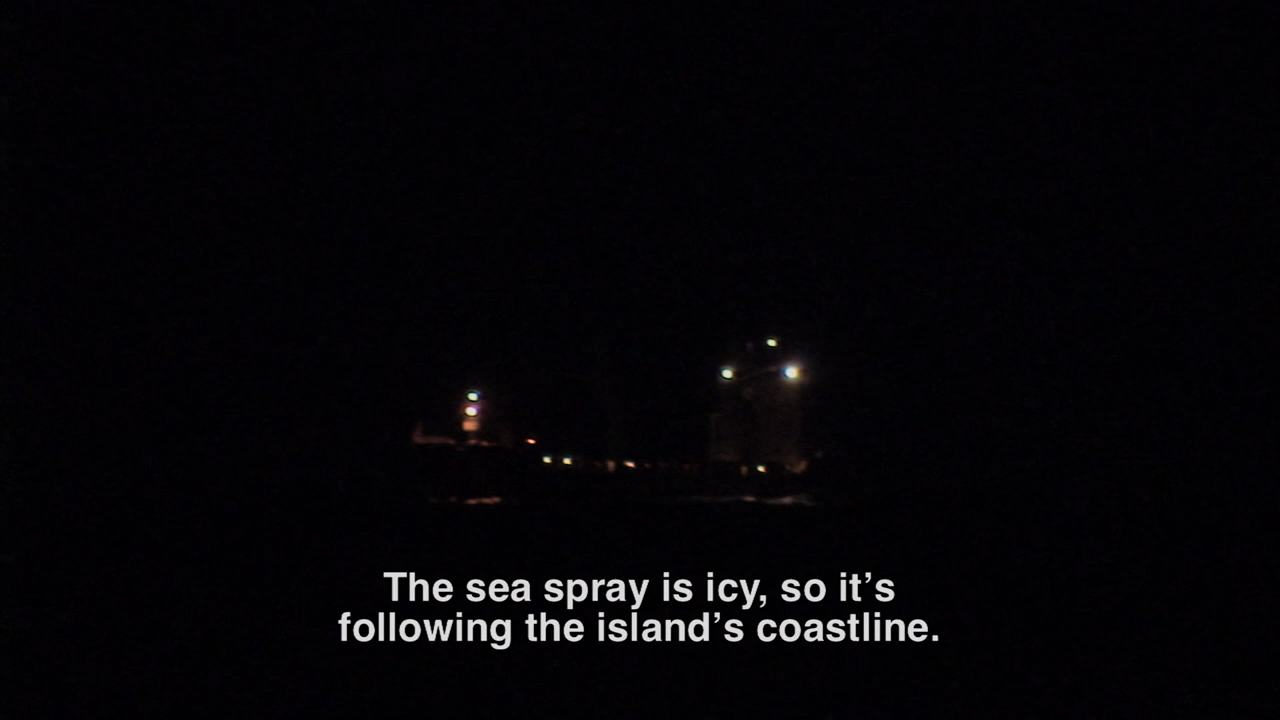 The sea spray is icy, so it’s
following the island’s coastline.